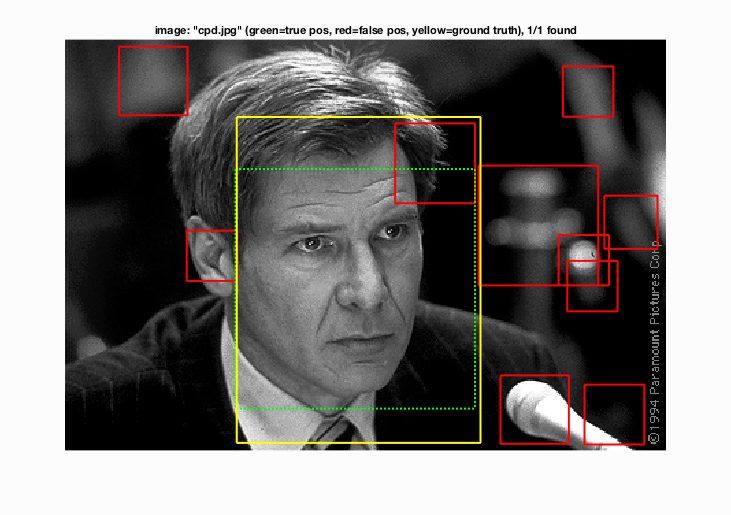 image: "cpd.jpg" (green=true pos, red=false pos, yellow=ground truth), 1/1 found
©1994 Paramount Pictures Corp